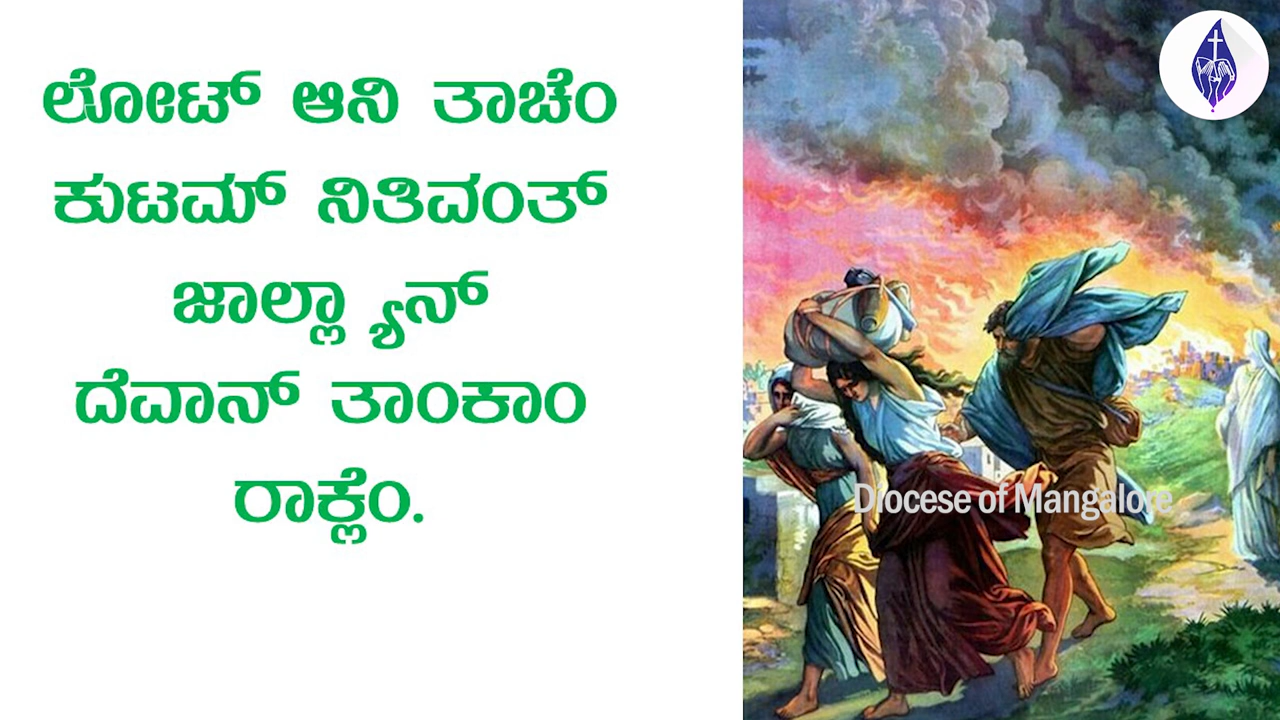 ಲೋಟ್ ಆನಿ ತಾಚೆಂ
ಕುಟಮ್ ನಿತಿವಂತ್
ಜಾಲ್ಲ್ಯಾನ್
ದೆವಾನ್ ತಾಂಕಾಂ
ರಾಕ್ಲೆಂ.
Diocese of Mangalore